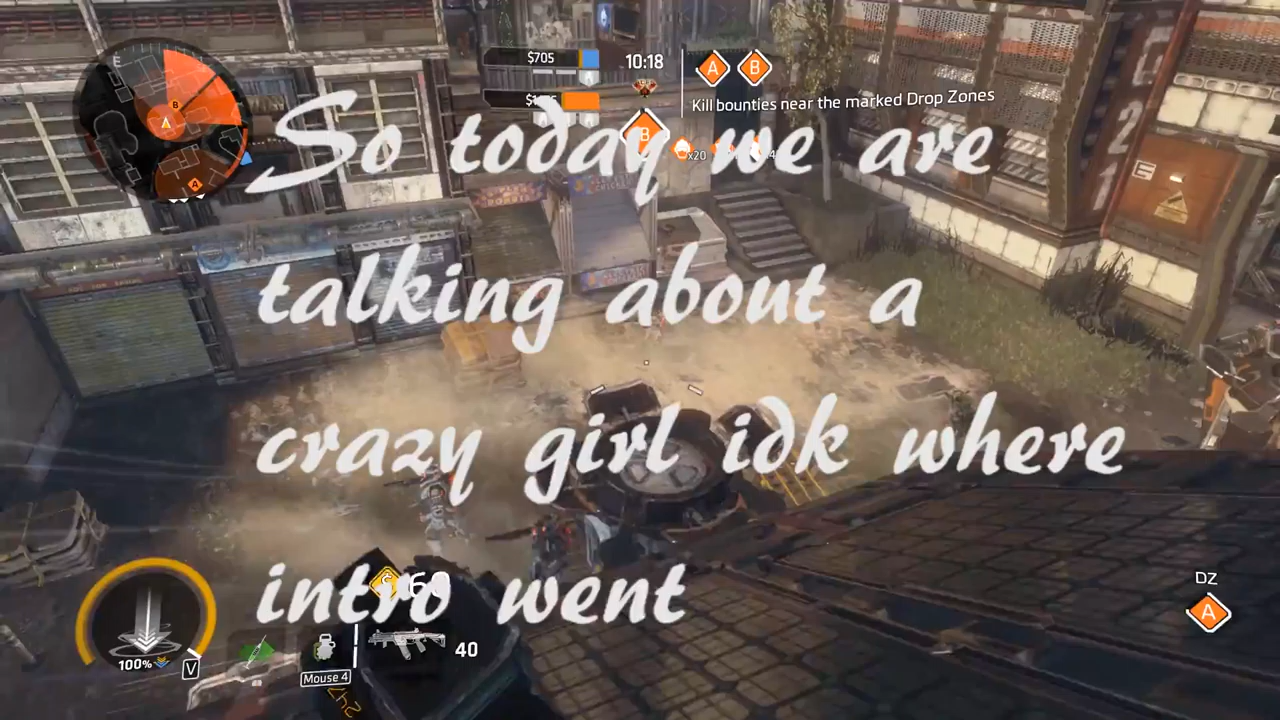 E
$705
10:18
A
B
Kill bounties near the marked Drop Zones
B
x20
So today we are
talking about a
crazy girl idk where
intro went
B
A
DZ
A
100%
V
Mouse 4
40